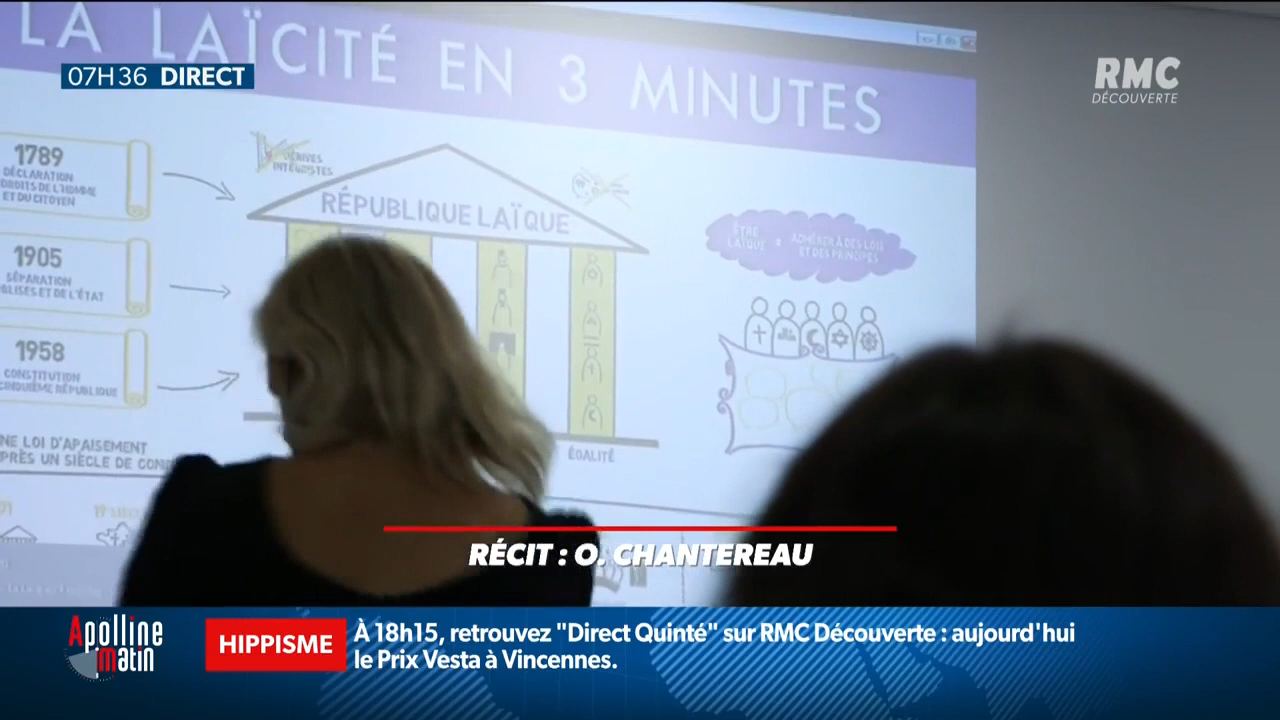 LA LAÏCITÉ EN 3 MINUTES
07H36 DIRECT
RMC
DÉCOUVERTE
1789
DÉCLARATION
DROITS DE L'HOMME
ET DU CITOYEN
DÉRIVES
INTÉGRISTES
RÉPUBLIQUE LAÏQUE
ÊTRE
LAÏQUE = ADHÉRER À DES LOIS
ET DES PRINCIPES
1905
SÉPARATION
ET DE L'ÉTAT
1958
CONSTITUTION
CINQUIÈME RÉPUBLIQUE
NE LOI D'APAISEMENT
PRÈS UN SIÈCLE DE
ÉGALITÉ
RÉCIT : O. CHANTEREAU
Apolline
matin
HIPPISME
À 18h15, retrouvez "Direct Quinté" sur RMC Découverte : aujourd'hui
le Prix Vesta à Vincennes.